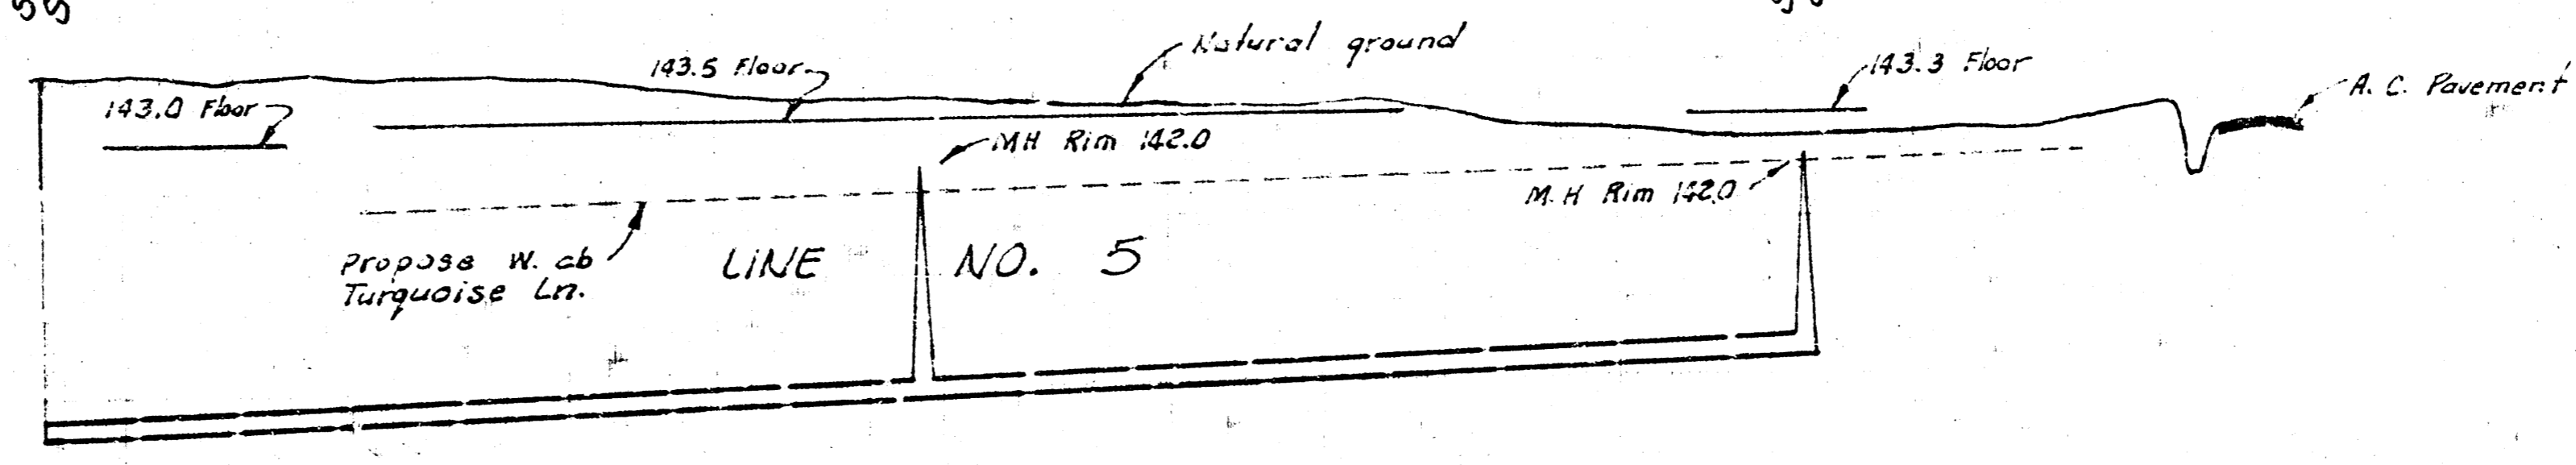 Natural ground
143.5 Floor
143.3 Floor
A. C. Pavement
143.0 Floor
MH Rim 142.0
M.H Rim 142.0
Propose W. cb
Turquoise Ln.
LINE NO. 5